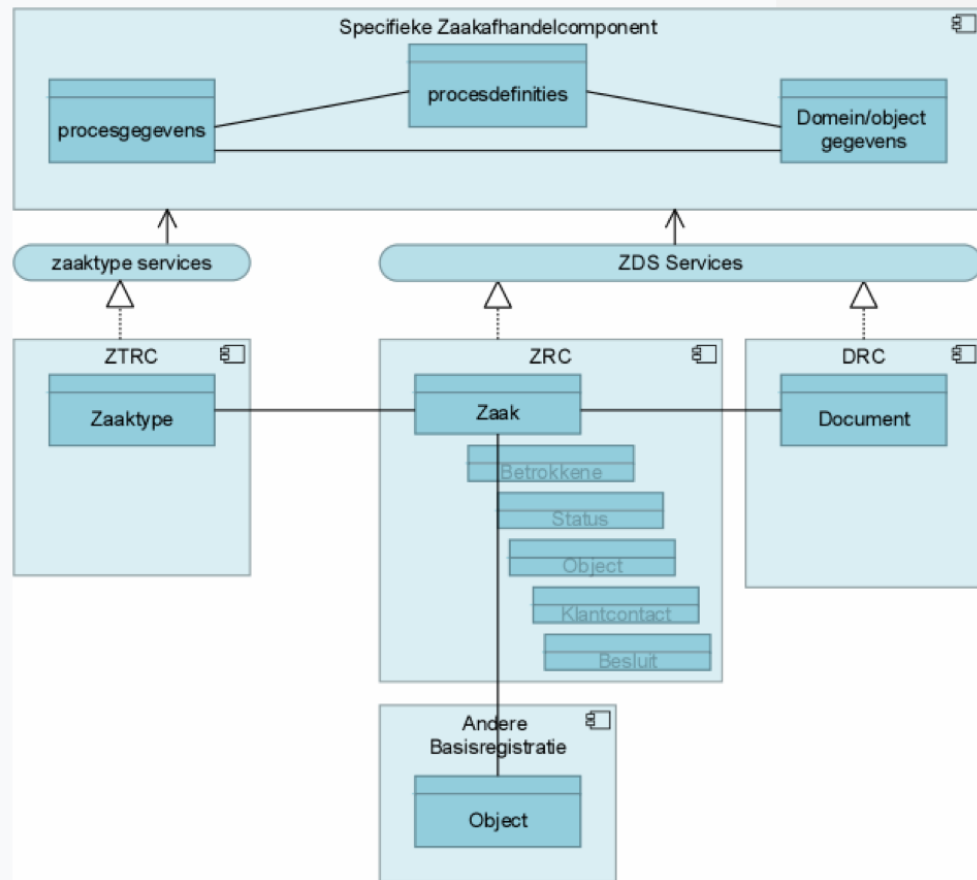 Specifieke Zaakafhandelcomponent
procesgegevens
procesdefinities
Domein/object
gegevens
zaaktype services
ZDS Services
ZTRC
Zaaktype
ZRC
Zaak
Betrokkene
Status
Object
Klantcontact
Besluit
DRC
Document
Andere
Basisregistratie
Object